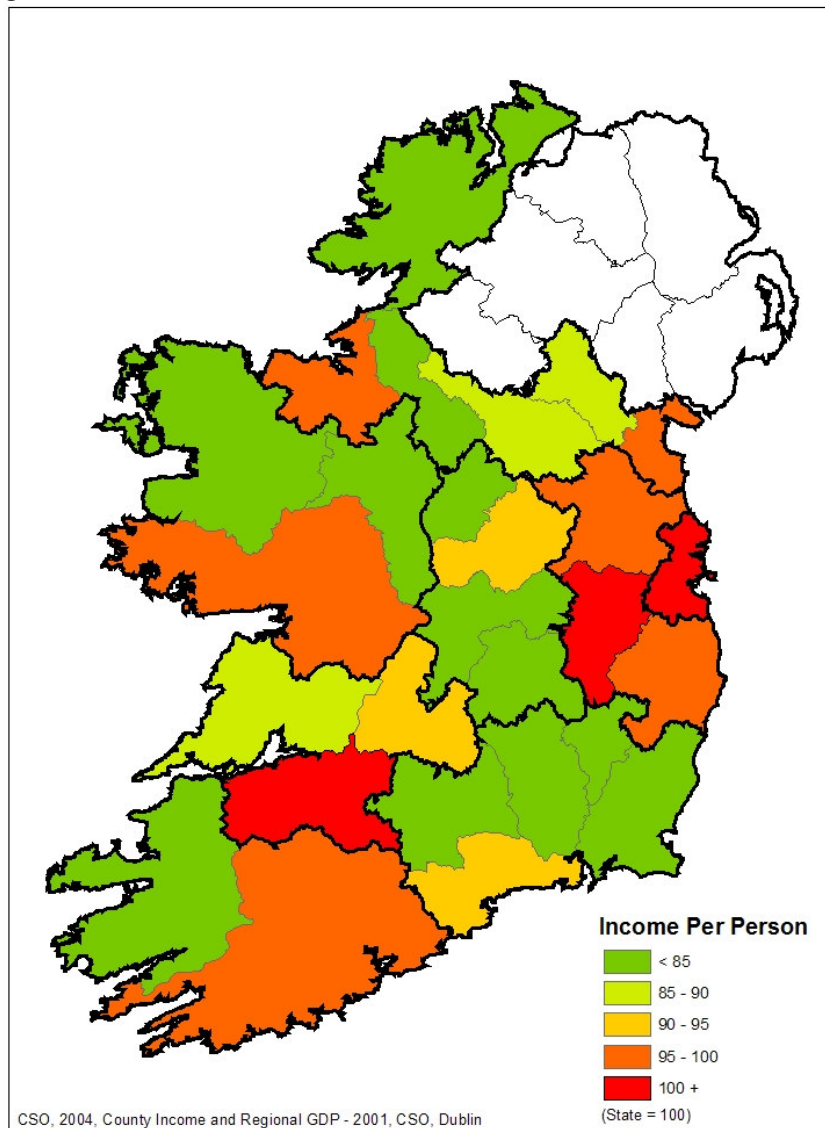 Income Per Person
< 85
85 - 90
90 - 95
95 - 100
100 +
(State = 100)
CSO, 2004, County Income and Regional GDP - 2001, CSO, Dublin